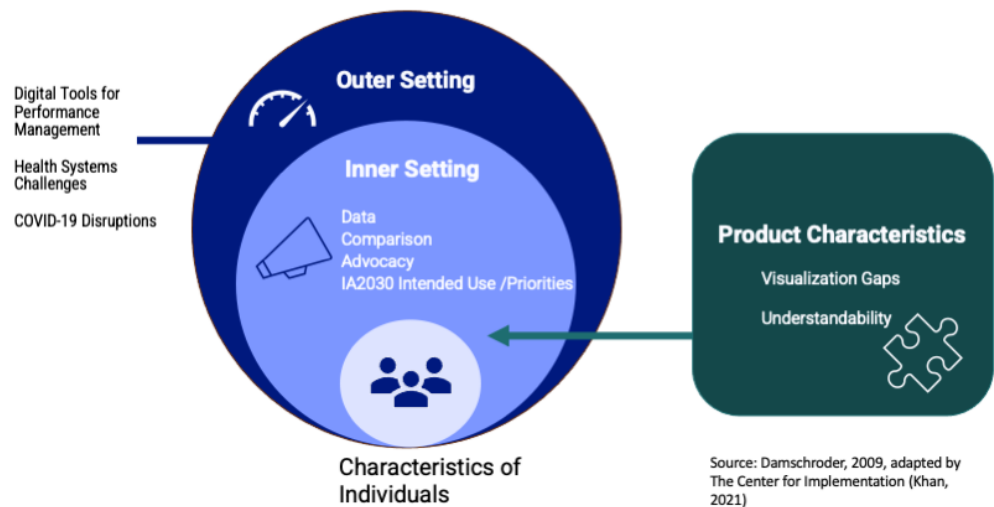 Digital Tools for
Performance
Management
Health Systems
Challenges
COVID-19 Disruptions
Outer Setting
Inner Setting
Data
Comparison
Advocacy
IA2030 Intended Use /Priorities
Characteristics of
Individuals
Product Characteristics
Visualization Gaps
Understandability
Source: Damschroder, 2009, adapted by
The Center for Implementation (Khan,
2021)